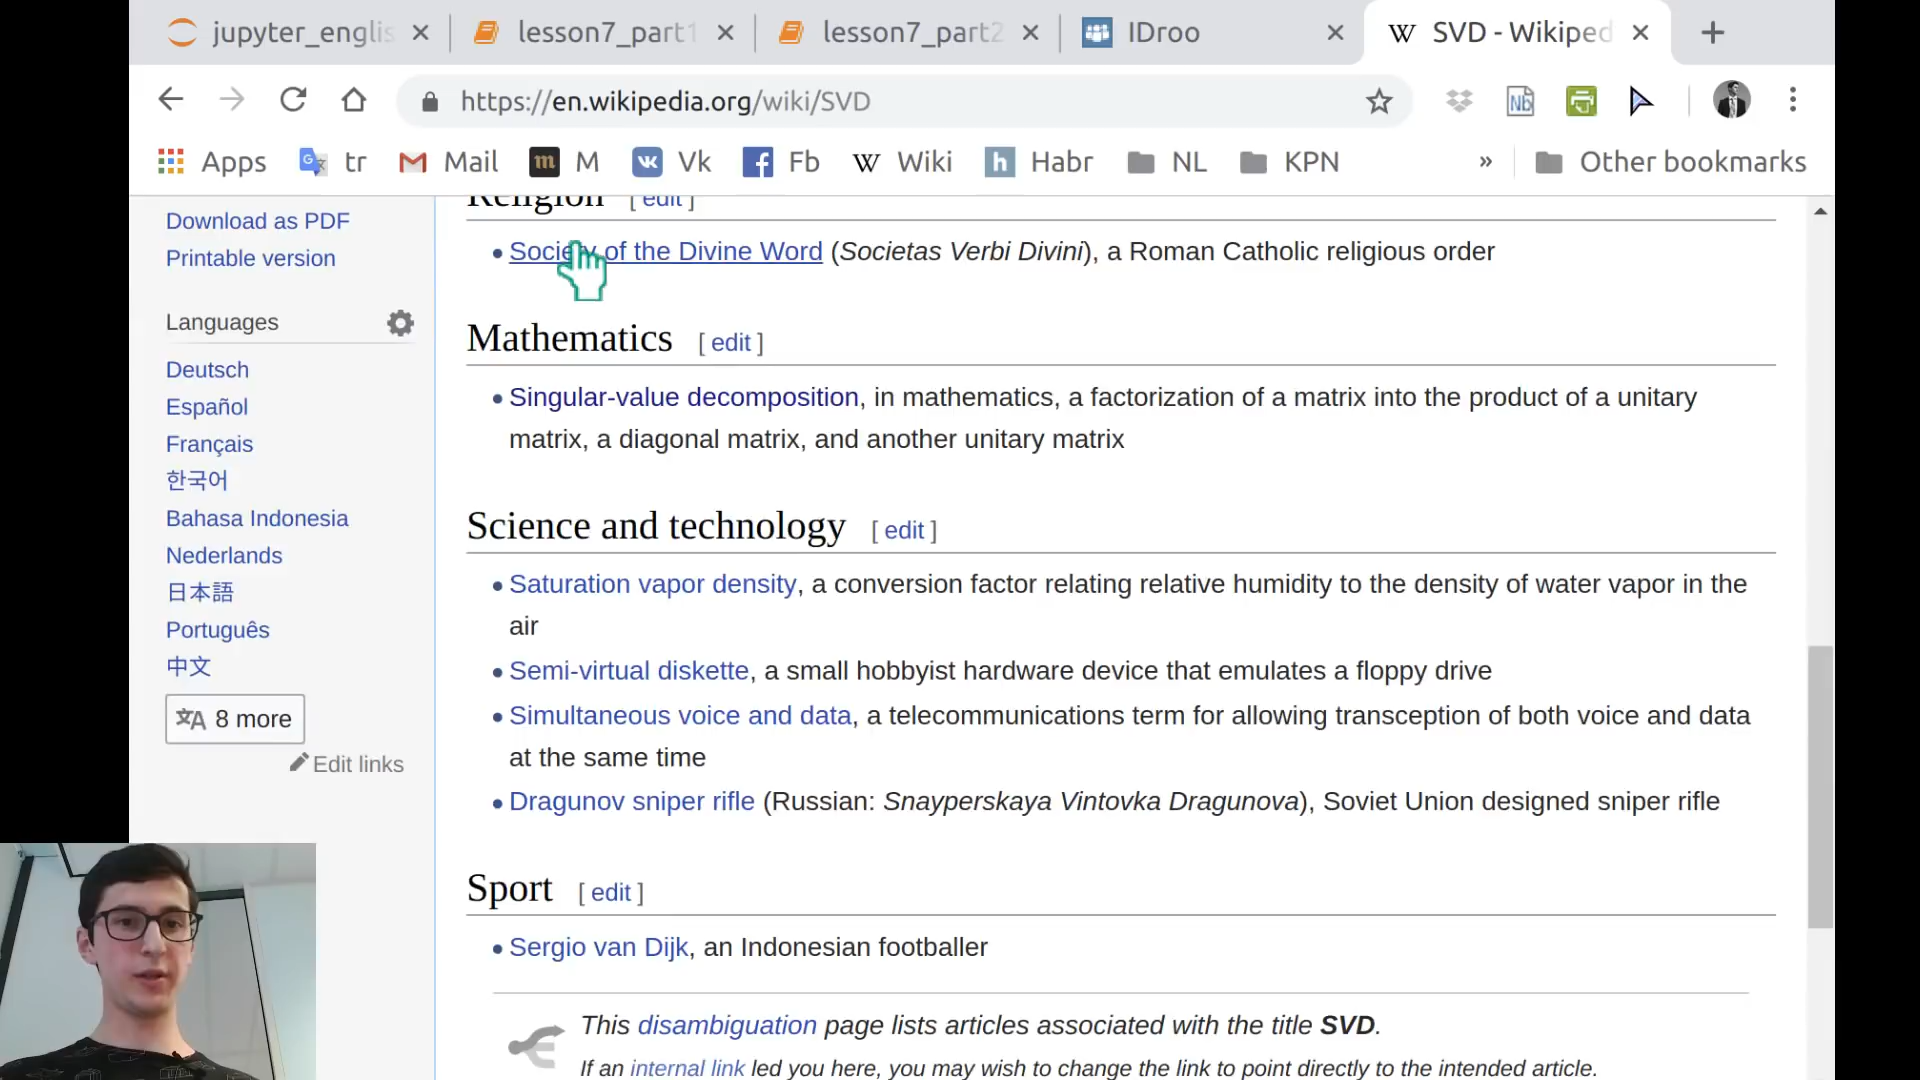 jupyter_englis
lesson7_part1
lesson7_part2
IDroo
SVD - Wikiped
https://en.wikipedia.org/wiki/SVD
Apps
tr
Mail
M
Vk
Fb
Wiki
Habr
NL
KPN
»
Other bookmarks
Download as PDF
Printable version
Languages
Deutsch
Español
Français
한국어
Bahasa Indonesia
Nederlands
日本語
Português
中文
8 more
Edit links
Religion [ edit ]
• Society of the Divine Word (Societas Verbi Divini), a Roman Catholic religious order
Mathematics [ edit ]
• Singular-value decomposition, in mathematics, a factorization of a matrix into the product of a unitary
matrix, a diagonal matrix, and another unitary matrix
Science and technology [ edit ]
• Saturation vapor density, a conversion factor relating relative humidity to the density of water vapor in the
air
• Semi-virtual diskette, a small hobbyist hardware device that emulates a floppy drive
• Simultaneous voice and data, a telecommunications term for allowing transception of both voice and data
at the same time
• Dragunov sniper rifle (Russian: Snayperskaya Vintovka Dragunova), Soviet Union designed sniper rifle
Sport [ edit ]
• Sergio van Dijk, an Indonesian footballer
This disambiguation page lists articles associated with the title SVD.
If an internal link led you here, you may wish to change the link to point directly to the intended article.